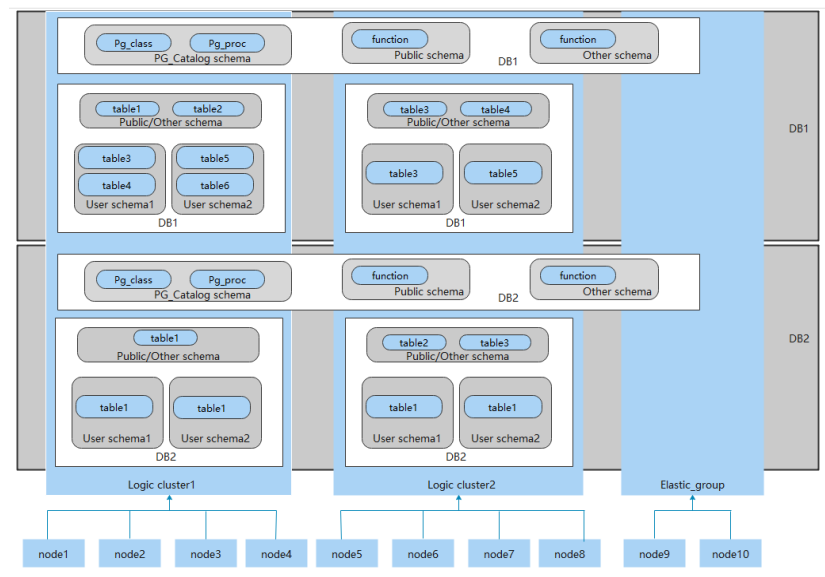 Pg_class
Pg_proc
PG_Catalog schema
function
Public schema
function
Other schema
DB1
table1
table2
Public/Other schema
table3
table4
User schema1
table5
table6
User schema2
DB1
table3
table4
Public/Other schema
table3
User schema1
table5
User schema2
DB1
DB1
Pg_class
Pg_proc
PG_Catalog schema
function
Public schema
function
Other schema
DB2
table1
Public/Other schema
table1
User schema1
table1
User schema2
DB2
table2
table3
Public/Other schema
table1
User schema1
table1
User schema2
DB2
DB2
Logic cluster1
Logic cluster2
Elastic_group
node1
node2
node3
node4
node5
node6
node7
node8
node9
node10